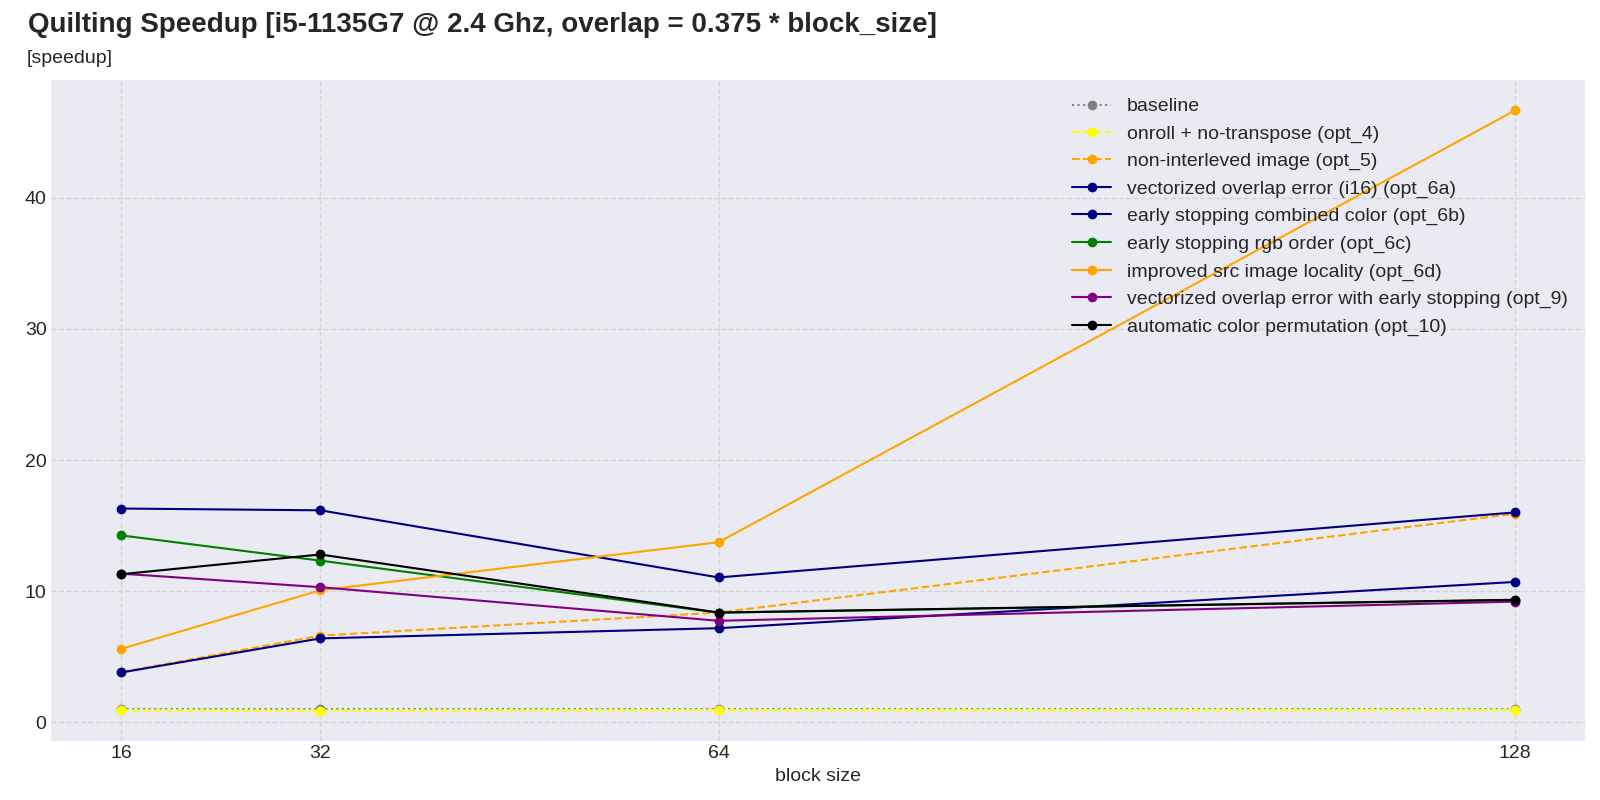 Quilting Speedup [i5-1135G7 @ 2.4 Ghz, overlap = 0.375 * block_size]
[speedup]
baseline
onroll + no-transpose (opt_4)
non-interleved image (opt_5)
vectorized overlap error (i16) (opt_6a)
early stopping combined color (opt_6b)
early stopping rgb order (opt_6c)
improved src image locality (opt_6d)
vectorized overlap error with early stopping (opt_9)
automatic color permutation (opt_10)
40
30
20
10
0
16 32 64 128
block size